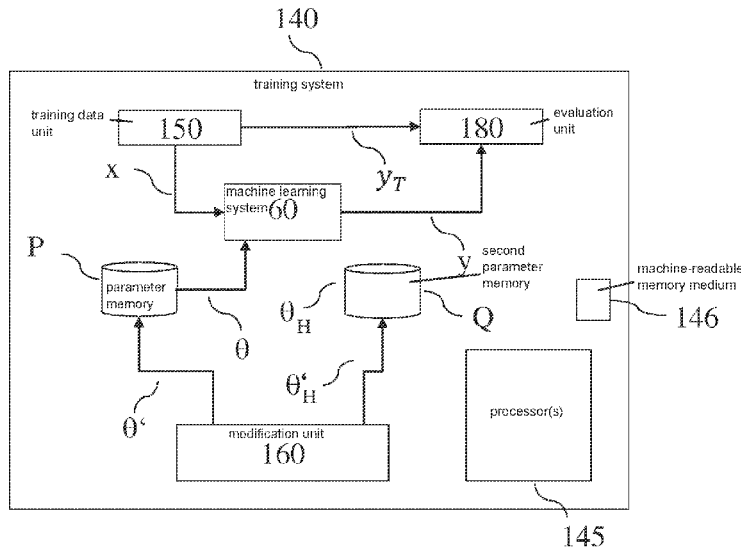 140
training system
training data
unit
150
180
evaluation
unit
x
y_T
machine learning
system 60
P
parameter
memory
y
second
parameter
memory
machine-readable
memory medium
θ
θ_H
Q
146
θ‘
θ‘_H
modification unit
160
processor(s)
145